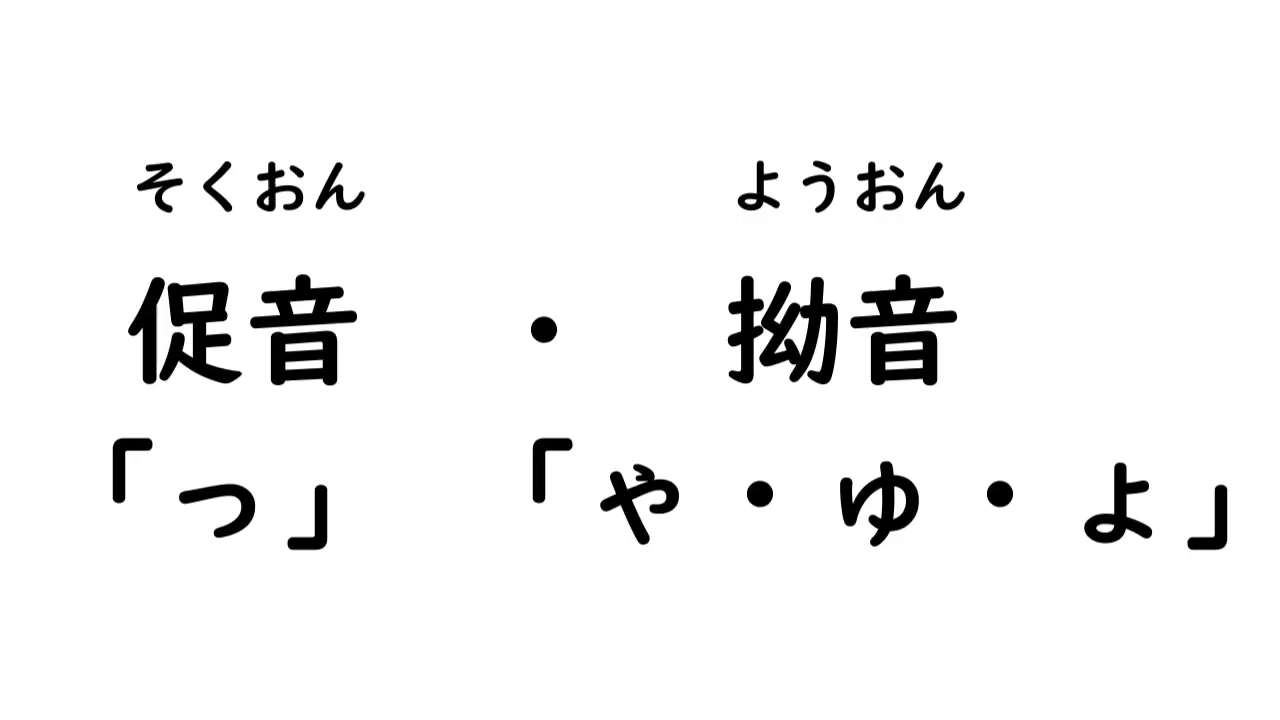 そくおん　ようおん
促音・拗音
「っ」「ゃ・ゅ・ょ」